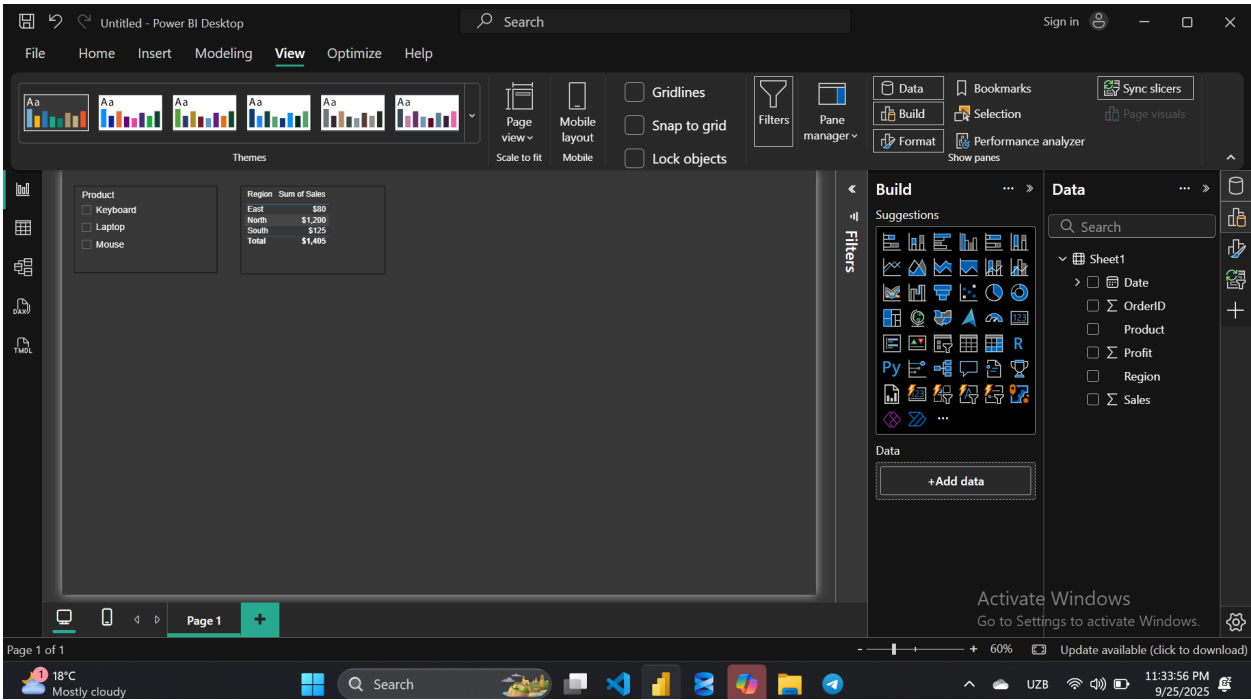 Untitled - Power BI Desktop
Search
Sign in
File Home Insert Modeling View Optimize Help
Aa Aa Aa Aa Aa Aa
Themes
Page view
Scale to fit
Mobile layout
Mobile
Gridlines
Snap to grid
Lock objects
Filters
Pane manager
Data
Build
Format
Bookmarks
Selection
Performance analyzer
Show panes
Sync slicers
Page visuals
Product
Keyboard
Laptop
Mouse
Region Sum of Sales
East $80
North $1,200
South $125
Total $1,405
Filters
Build
Suggestions
123
R
Py
123
Data
+Add data
Data
Search
Sheet1
Date
OrderID
Product
Profit
Region
Sales
DAX
TMDL
Activate Windows
Go to Settings to activate Windows.
Page 1
Page 1 of 1
- + 60%
Update available (click to download)
1
18°C
Mostly cloudy
Search
UZB
11:33:56 PM
9/25/2025